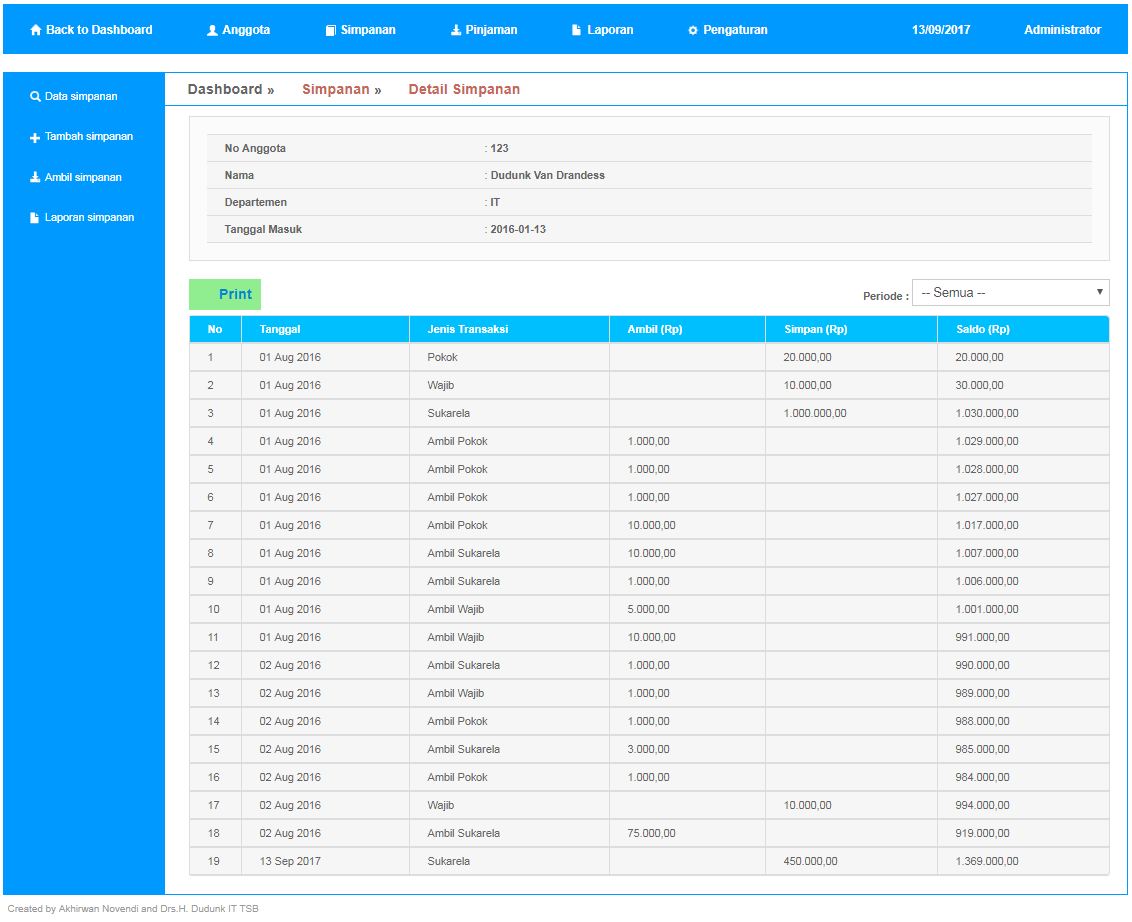 Back to Dashboard Anggota Simpanan Pinjaman Laporan Pengaturan 13/09/2017 Administrator
Data simpanan
Tambah simpanan
Ambil simpanan
Laporan simpanan
Dashboard » Simpanan » Detail Simpanan
No Anggota : 123
Nama : Dudunk Van Drandess
Departemen : IT
Tanggal Masuk : 2016-01-13
Print Periode : -- Semua --
No Tanggal Jenis Transaksi Ambil (Rp) Simpan (Rp) Saldo (Rp)
1 01 Aug 2016 Pokok 20.000,00 20.000,00
2 01 Aug 2016 Wajib 10.000,00 30.000,00
3 01 Aug 2016 Sukarela 1.000.000,00 1.030.000,00
4 01 Aug 2016 Ambil Pokok 1.000,00 1.029.000,00
5 01 Aug 2016 Ambil Pokok 1.000,00 1.028.000,00
6 01 Aug 2016 Ambil Pokok 1.000,00 1.027.000,00
7 01 Aug 2016 Ambil Pokok 10.000,00 1.017.000,00
8 01 Aug 2016 Ambil Sukarela 10.000,00 1.007.000,00
9 01 Aug 2016 Ambil Sukarela 1.000,00 1.006.000,00
10 01 Aug 2016 Ambil Wajib 5.000,00 1.001.000,00
11 01 Aug 2016 Ambil Wajib 10.000,00 991.000,00
12 02 Aug 2016 Ambil Sukarela 1.000,00 990.000,00
13 02 Aug 2016 Ambil Wajib 1.000,00 989.000,00
14 02 Aug 2016 Ambil Pokok 1.000,00 988.000,00
15 02 Aug 2016 Ambil Sukarela 3.000,00 985.000,00
16 02 Aug 2016 Ambil Pokok 1.000,00 984.000,00
17 02 Aug 2016 Wajib 10.000,00 994.000,00
18 02 Aug 2016 Ambil Sukarela 75.000,00 919.000,00
19 13 Sep 2017 Sukarela 450.000,00 1.369.000,00
Created by Akhirwan Novendi and Drs.H. Dudunk IT TSB